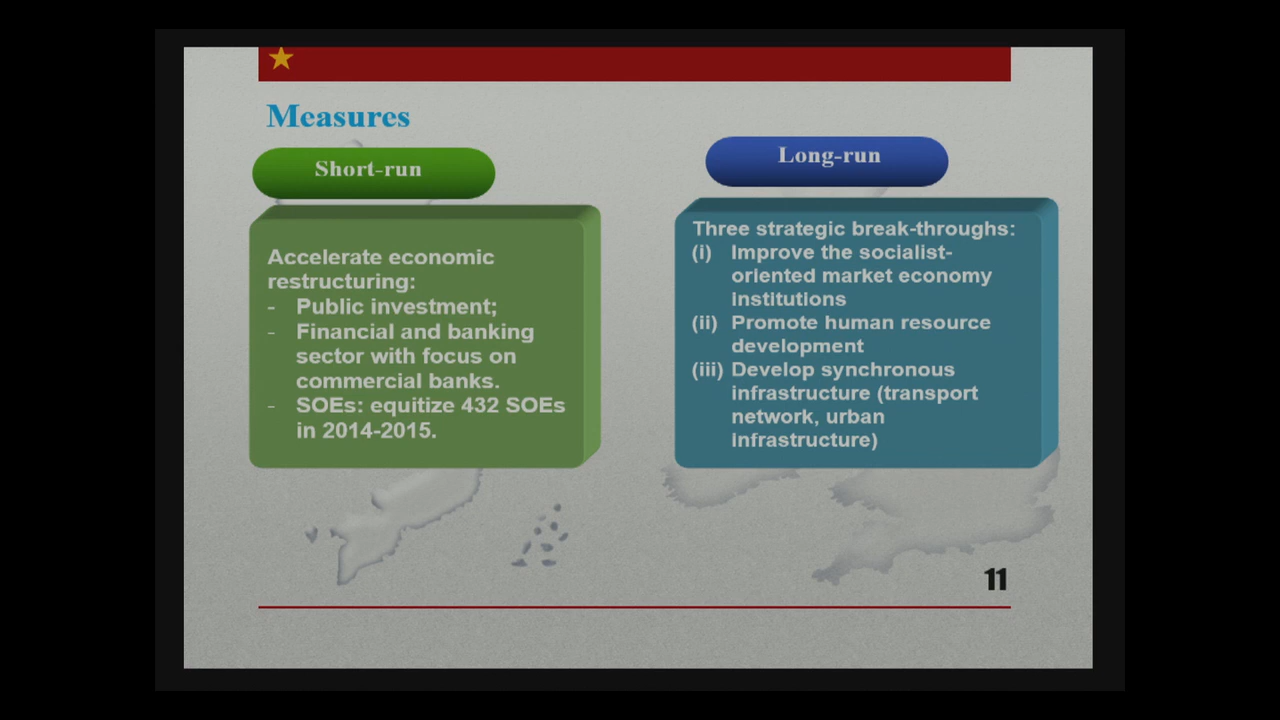 Measures
Short-run
Accelerate economic
restructuring:
- Public investment;
- Financial and banking
sector with focus on
commercial banks.
- SOEs: equitize 432 SOEs
in 2014-2015.
Long-run
Three strategic break-throughs:
(i) Improve the socialist-
oriented market economy
institutions
(ii) Promote human resource
development
(iii) Develop synchronous
infrastructure (transport
network, urban
infrastructure)
11